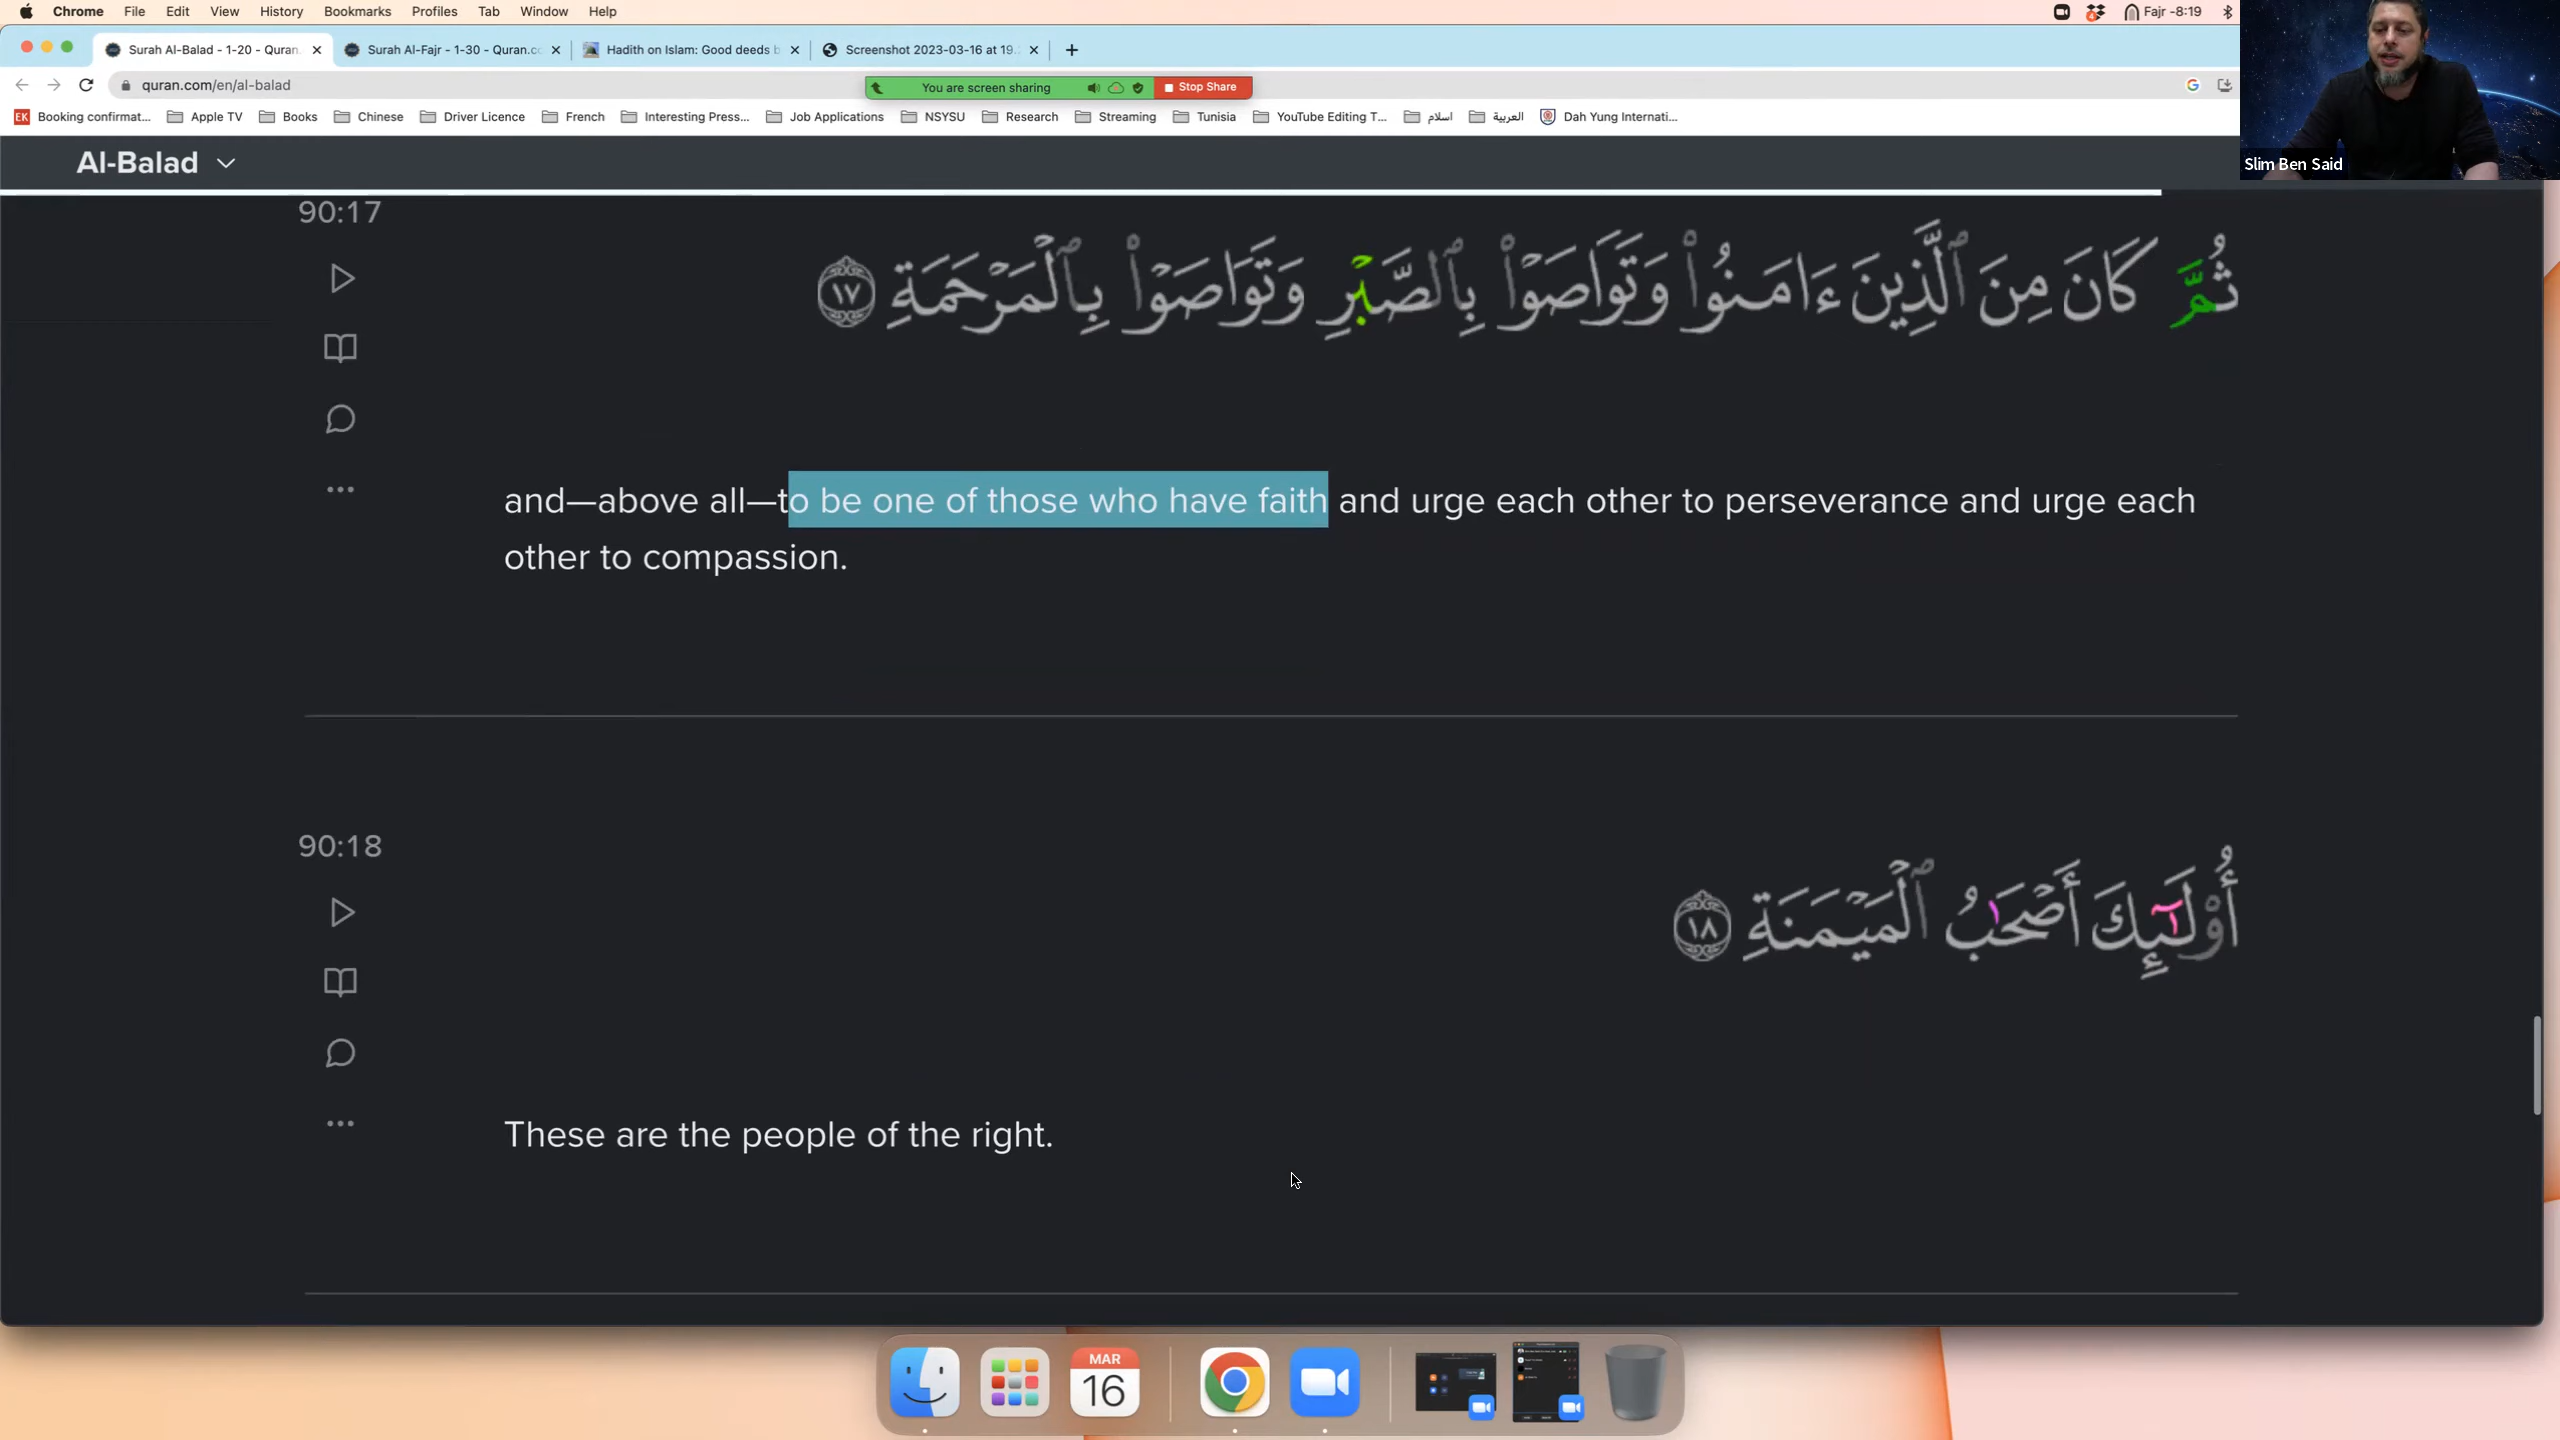 Chrome File Edit View History Bookmarks Profiles Tab Window Help Fajr -8:19
Surah Al-Balad - 1-20 - Quran. Surah Al-Fajr - 1-30 - Quran.c Hadith on Islam: Good deeds b Screenshot 2023-03-16 at 19.
quran.com/en/al-balad You are screen sharing Stop Share
EK Booking confirmat... Apple TV Books Chinese Driver Licence French Interesting Press... Job Applications NSYSU Research Streaming Tunisia YouTube Editing T... اسلام العربية Dah Yung Internati...
Al-Balad
Slim Ben Said
90:17
ثُمَّ كَانَ مِنَ ٱلَّذِينَ ءَامَنُوا۟ وَتَوَاصَوْا۟ بِٱلصَّبْرِ وَتَوَاصَوْا۟ بِٱلْمَرْحَمَةِ ١٧
and—above all—to be one of those who have faith and urge each other to perseverance and urge each
other to compassion.
90:18
أُو۟لَـٰٓئِكَ أَصْحَـٰبُ ٱلْمَيْمَنَةِ ١٨
These are the people of the right.
MAR
16